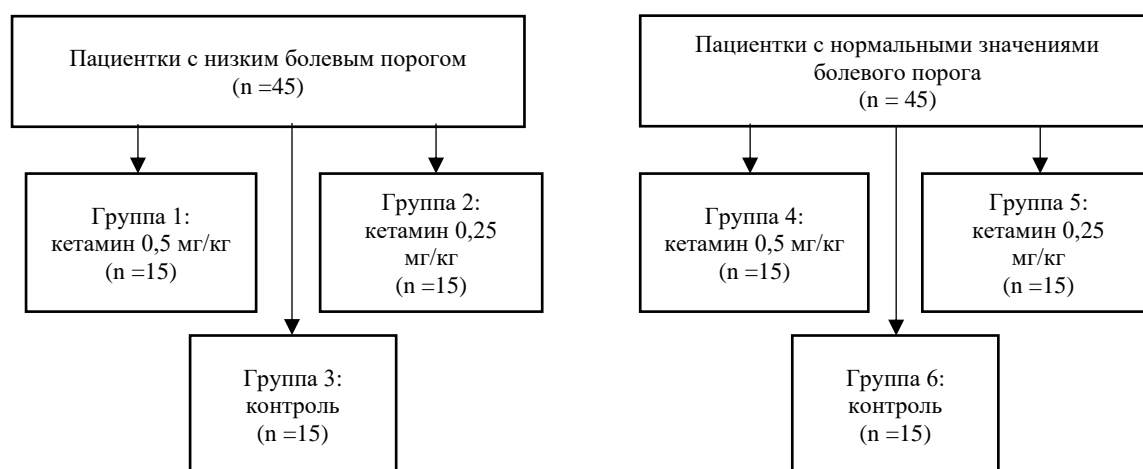 Пациентки с низким болевым порогом
(n =45)
Пациентки с нормальными значениями
болевого порога
(n = 45)
Группа 1:
кетамин 0,5 мг/кг
(n =15)
Группа 2:
кетамин 0,25
мг/кг
(n =15)
Группа 4:
кетамин 0,5 мг/кг
(n =15)
Группа 5:
кетамин 0,25
мг/кг
(n =15)
Группа 3:
контроль
(n =15)
Группа 6:
контроль
(n =15)